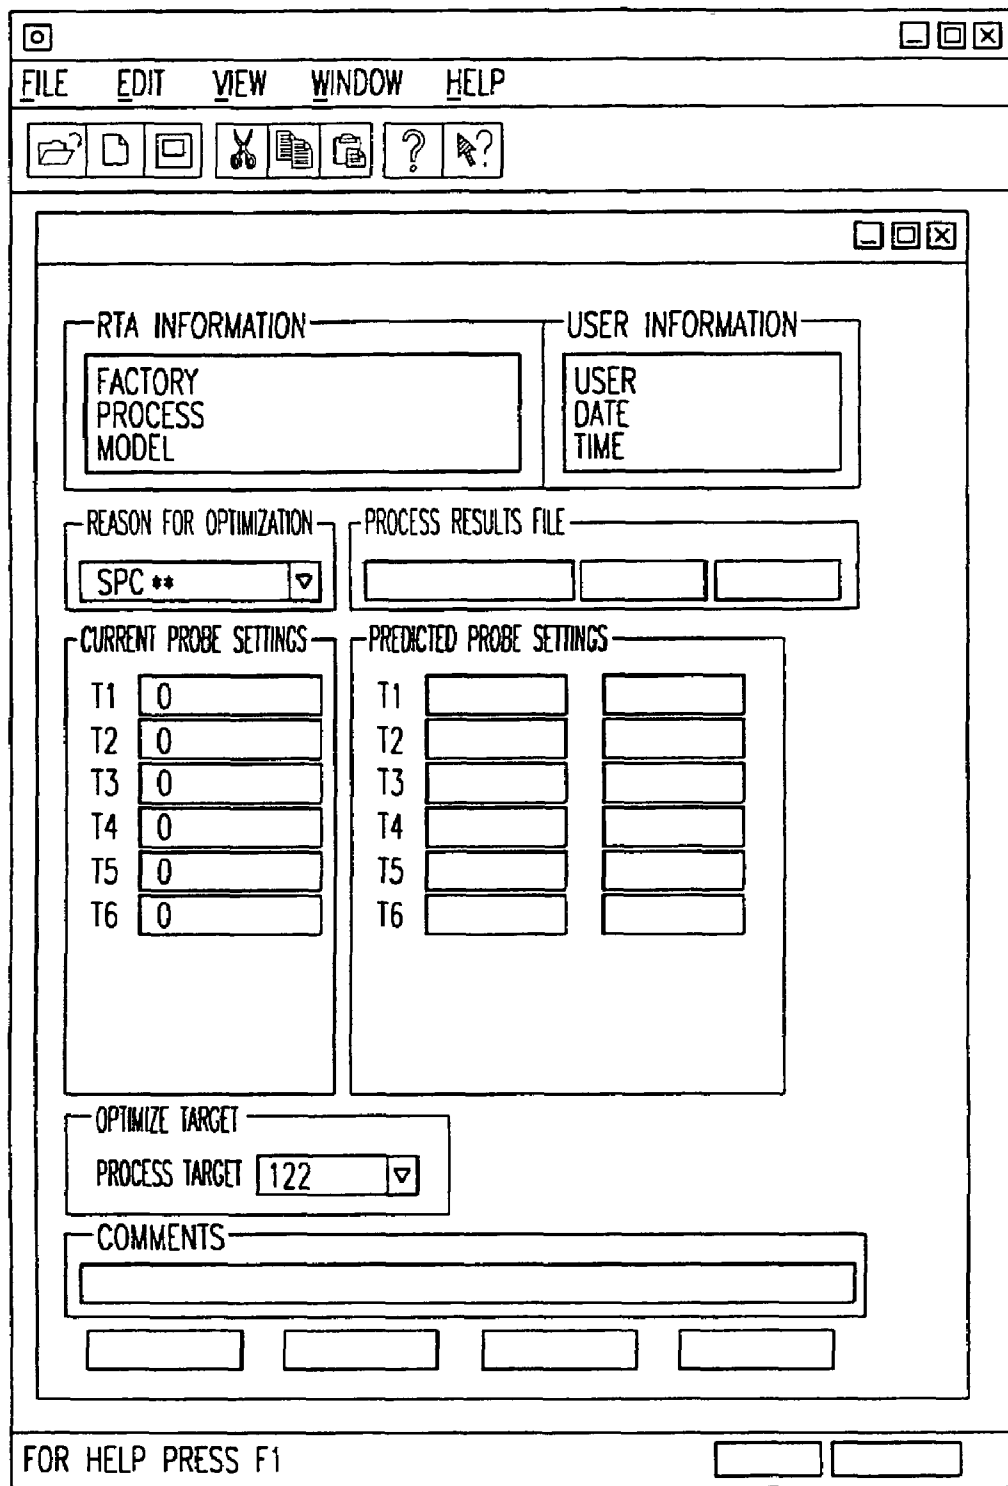 FILE EDIT VIEW WINDOW HELP
? ?
RTA INFORMATION
FACTORY
PROCESS
MODEL
USER INFORMATION
USER
DATE
TIME
REASON FOR OPTIMIZATION
SPC **
PROCESS RESULTS FILE
CURRENT PROBE SETTINGS
T1 0
T2 0
T3 0
T4 0
T5 0
T6 0
PREDICTED PROBE SETTINGS
T1
T2
T3
T4
T5
T6
OPTIMIZE TARGET
PROCESS TARGET 122
COMMENTS
FOR HELP PRESS F1